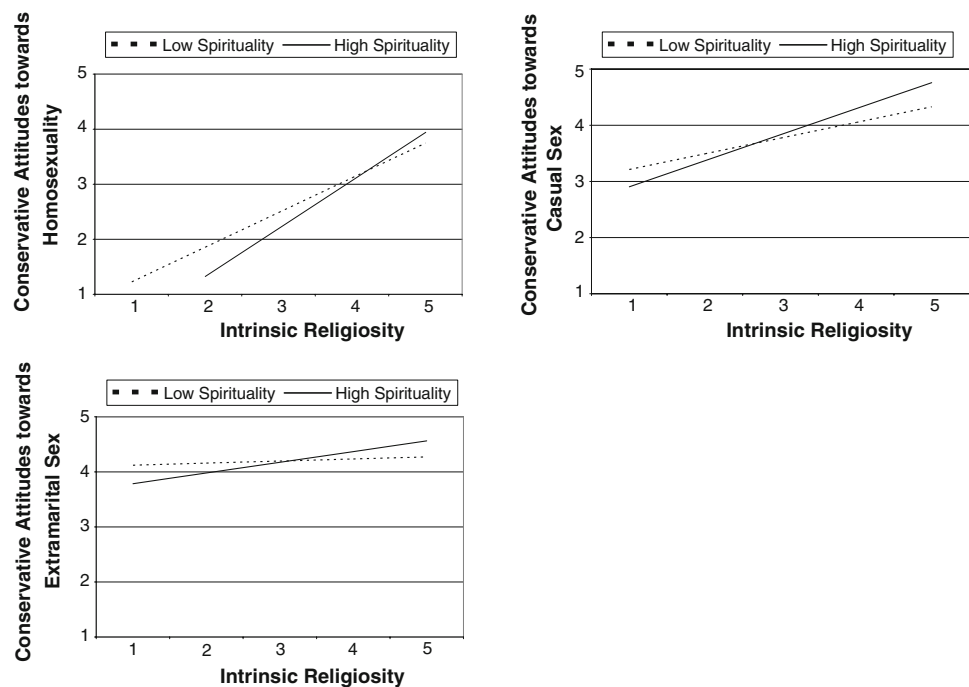 Low Spirituality High Spirituality
Conservative Attitudes towards
Homosexuality
5
4
3
2
1
1 2 3 4 5
Intrinsic Religiosity
Low Spirituality High Spirituality
Conservative Attitudes towards
Casual Sex
5
4
3
2
1
1 2 3 4 5
Intrinsic Religiosity
Low Spirituality High Spirituality
Conservative Attitudes towards
Extramarital Sex
5
4
3
2
1
1 2 3 4 5
Intrinsic Religiosity